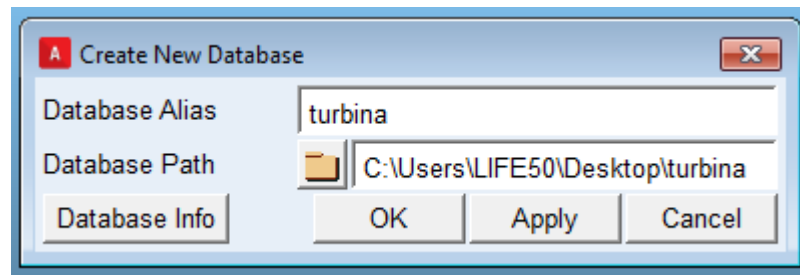 A Create New Database
Database Alias turbina
Database Path C:\Users\LIFE50\Desktop\turbina
Database Info OK Apply Cancel